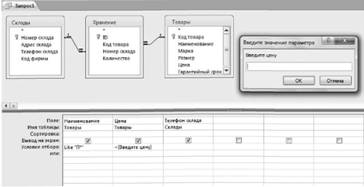 Запрос1
Склады
*
Номер склада
Адрес склада
Телефон склада
Код фирмы
Хранение
*
ID
Код товара
Номер склада
Количество
Товары
*
Код товара
Наименование
Марка
Размер
Цена
Гарантийный срок
Введите значение параметра
Введите цену
OK
Отмена
Поле: Наименование Цена Телефон склада
Имя таблицы: Товары Товары Склады
Сортировка:
Вывод на экран:
Условие отбора: Like "П*" <[Введите цену]
или: